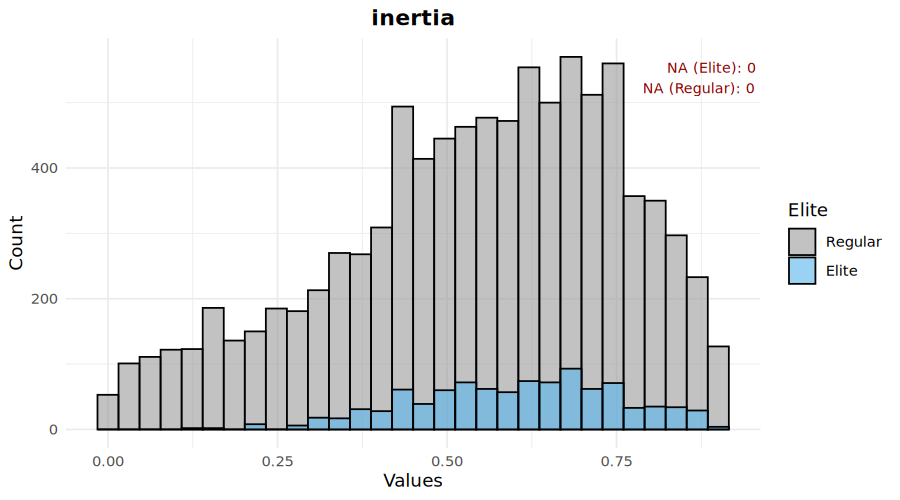 inertia
NA (Elite): 0
NA (Regular): 0
Count
400
200
0
0.00
0.25
0.50
0.75
Values
Elite
Regular
Elite